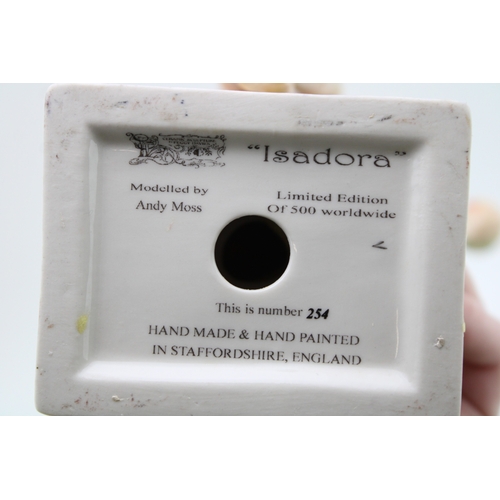 "Isadora"
Modelled by
Andy Moss
Limited Edition
Of 500 worldwide
This is number 254
HAND MADE & HAND PAINTED
IN STAFFORDSHIRE, ENGLAND